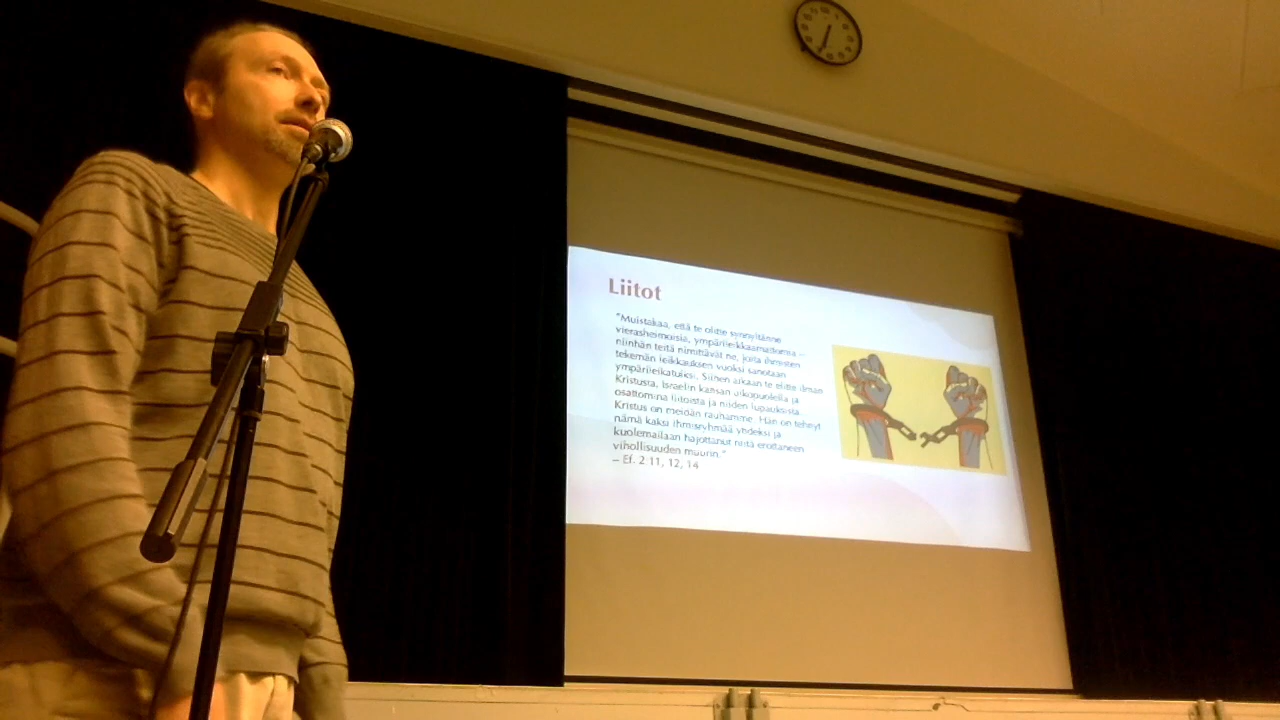 Liitot
"Muistakaa, että te olitte syntyjänne
vierasheimoisia, ympärileikkaamattomia –
niinhän teitä nimittävät ne, joita ihmisten
tekemän leikkauksen vuoksi sanotaan
ympärileikatuiksi. Siihen aikaan te elitte ilman
Kristusta, Israelin kansan ulkopuolella ja
osattomina liitoista ja niiden lupauksista.
Kristus on meidän rauhamme. Hän on tehnyt
nämä kaksi ihmisryhmää yhdeksi ja
kuolemallaan hajottanut niitä erottaneen
vihollisuuden muurin."
– Ef. 2:11, 12, 14